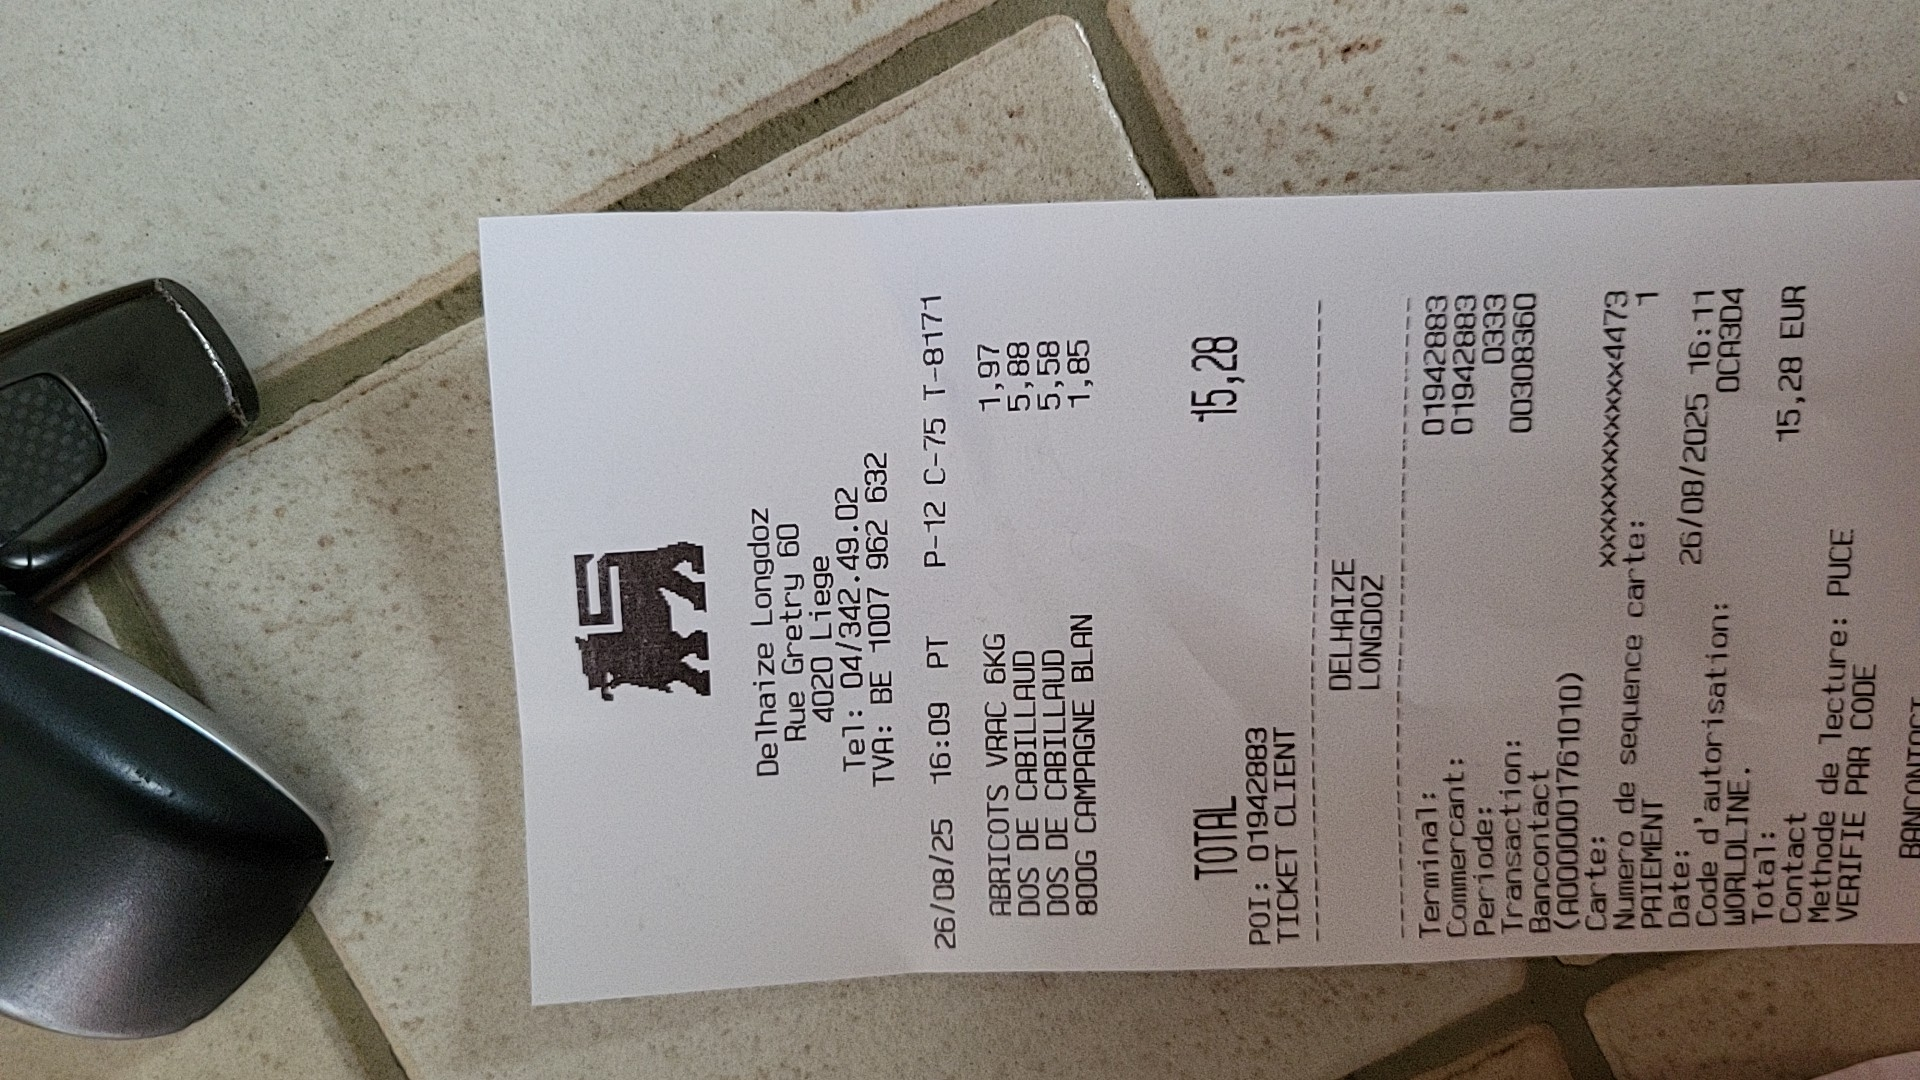 Delhaize Longdoz
Rue Gretry 60
4020 Liege
Tel: 04/342.49.02
TVA: BE 1007 962 632
26/08/25 16:09 PT P-12 C-75 T-8171
ABRICOTS VRAC 6KG 1,97
DOS DE CABILLAUD 5,88
DOS DE CABILLAUD 5,58
800G CAMPAGNE BLAN 1,85
TOTAL 15,28
POI: 01942883
TICKET CLIENT
DELHAIZE
LONGDOZ
Terminal: 01942883
Commercant: 01942883
Periode: 0333
Transaction: 00308360
Bancontact
(A0000001761010)
Carte: xxxxxxxxxxxxx4473
Numero de sequence carte: 1
PAIEMENT
Date: 26/08/2025 16:11
Code d'autorisation: 0CA3D4
WORLDLINE.
Total: 15,28 EUR
Contact
Methode de lecture: PUCE
VERIFIE PAR CODE
BANCONTACT